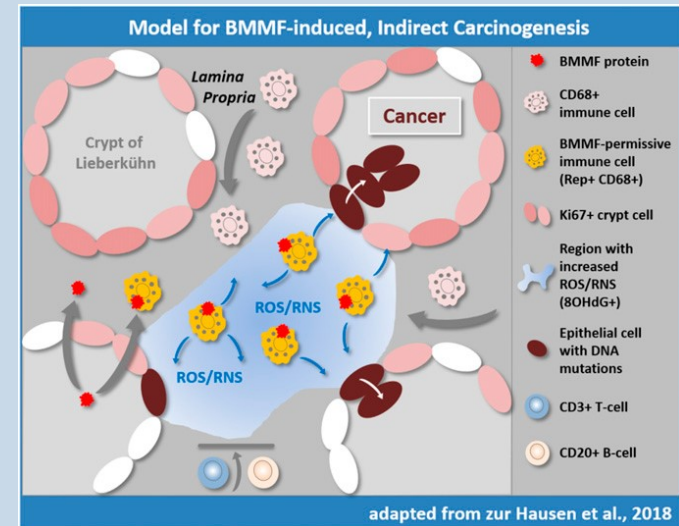 Model for BMMF-induced, Indirect Carcinogenesis
Lamina
Propria
Crypt of
Lieberkühn
Cancer
ROS/RNS
ROS/RNS
BMMF protein
CD68+
immune cell
BMMF-permissive
immune cell
(Rep+ CD68+)
Ki67+ crypt cell
Region with
increased
ROS/RNS
(8OHdG+)
Epithelial cell
with DNA
mutations
CD3+ T-cell
CD20+ B-cell
adapted from zur Hausen et al., 2018